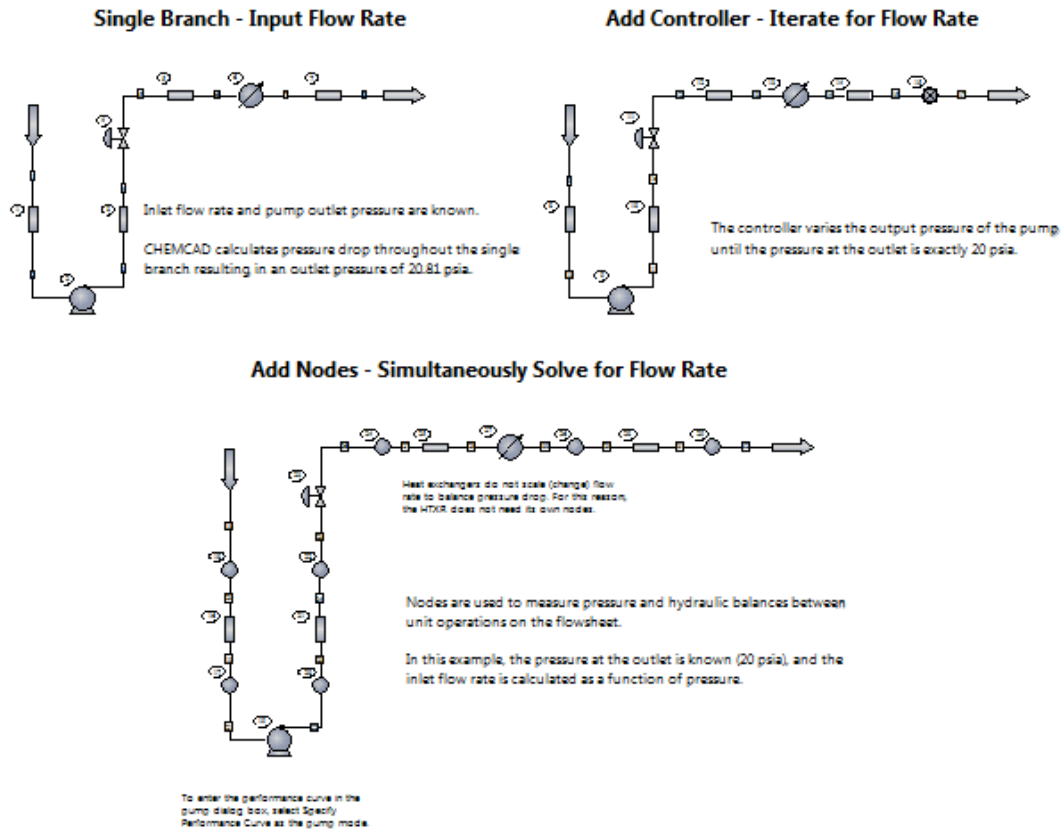 Single Branch - Input Flow Rate
Add Controller - Iterate for Flow Rate
Inlet flow rate and pump outlet pressure are known.
CHEMCAD calculates pressure drop throughout the single
branch resulting in an outlet pressure of 20.81 psia.
The controller varies the output pressure of the pump
until the pressure at the outlet is exactly 20 psia.
Add Nodes - Simultaneously Solve for Flow Rate
Heat exchangers do not scale (change) flow
rate to balance pressure drop. For this reason,
the HTXR does not need its own nodes.
Nodes are used to measure pressure and hydraulic balances between
unit operations on the flowsheet.
In this example, the pressure at the outlet is known (20 psia), and the
inlet flow rate is calculated as a function of pressure.
To enter the performance curve in the
pump dialog box, select Specify
Performance Curve as the pump mode.